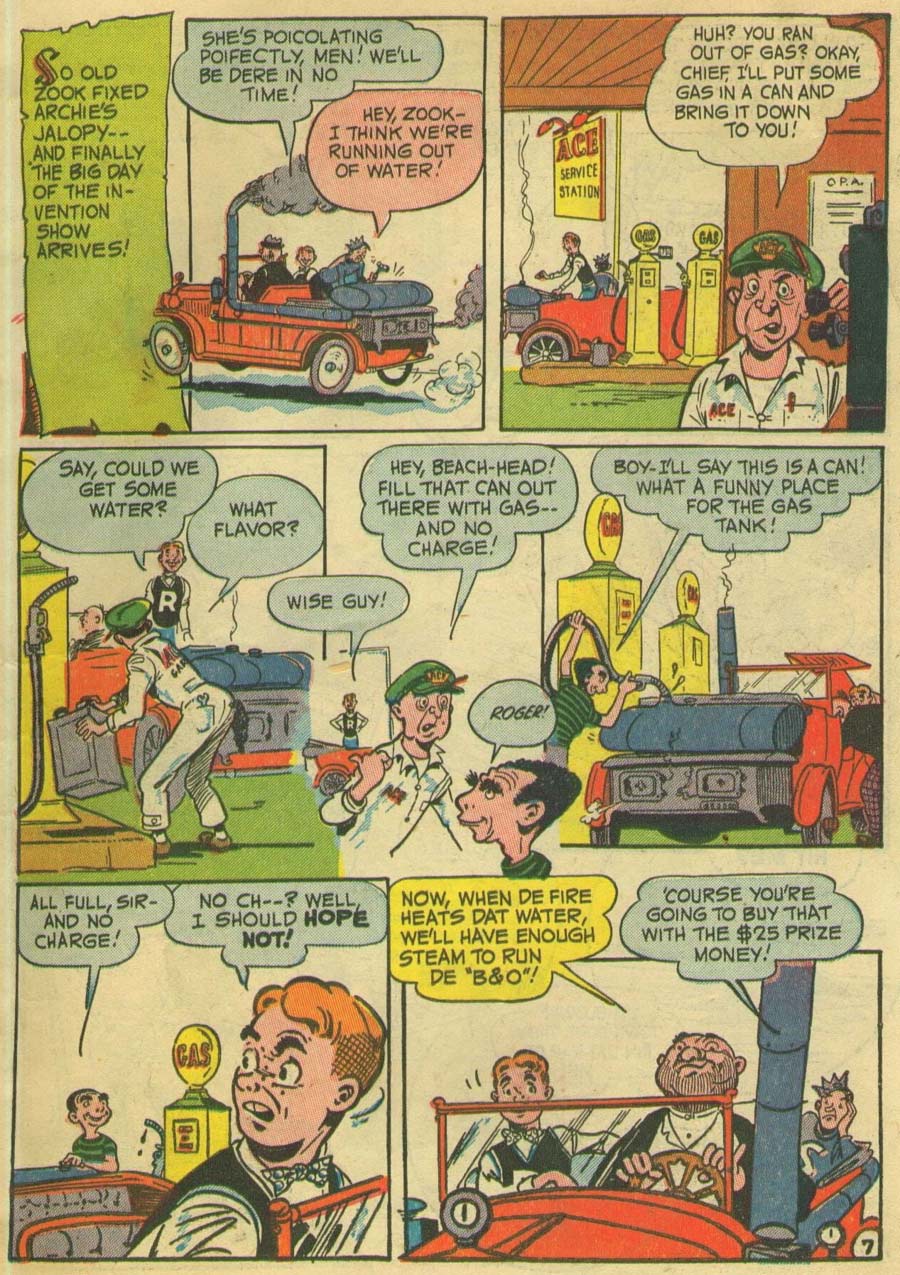 SO OLD
ZOOK FIXED
ARCHIE'S
JALOPY--
AND FINALLY
THE BIG DAY
OF THE IN-
VENTION
SHOW
ARRIVES!
SHE'S POICOLATING
POIFECTLY, MEN! WE'LL
BE DERE IN NO
TIME!
HEY, ZOOK-
I THINK WE'RE
RUNNING OUT
OF WATER!
HUH? YOU RAN
OUT OF GAS? OKAY,
CHIEF, I'LL PUT SOME
GAS IN A CAN AND
BRING IT DOWN
TO YOU!
ACE
SERVICE
STATION
GAS
GAS
O.P.A.
ACE
ACE
SAY, COULD WE
GET SOME
WATER?
WHAT
FLAVOR?
R
WISE GUY!
R
HEY, BEACH-HEAD!
FILL THAT CAN OUT
THERE WITH GAS--
AND NO
CHARGE!
ROGER!
BOY-I'LL SAY THIS IS A CAN!
WHAT A FUNNY PLACE
FOR THE GAS
TANK!
GAS
ALL FULL, SIR-
AND NO
CHARGE!
NO CH--? WELL,
I SHOULD HOPE
NOT!
GAS
NOW, WHEN DE FIRE
HEATS DAT WATER,
WE'LL HAVE ENOUGH
STEAM TO RUN
DE "B&O"!
'COURSE YOU'RE
GOING TO BUY THAT
WITH THE $25 PRIZE
MONEY!
7